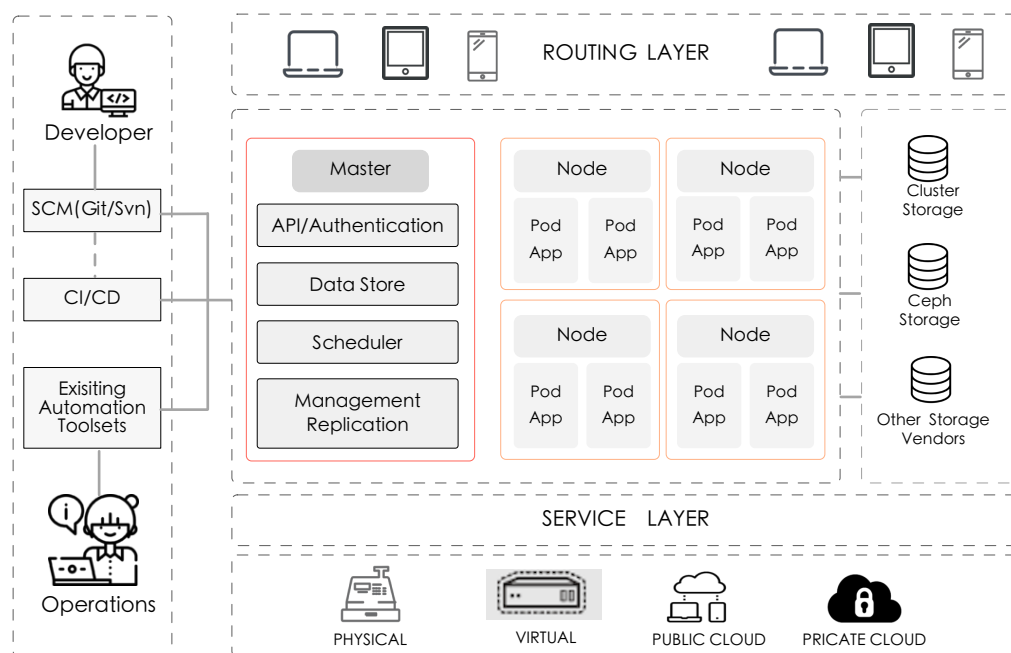 Developer
SCM(Git/Svn)
CI/CD
Exisiting
Automation
Toolsets
Operations
ROUTING LAYER
Master
API/Authentication
Data Store
Scheduler
Management
Replication
Node
Pod
App
Pod
App
Node
Pod
App
Pod
App
Node
Pod
App
Pod
App
Node
Pod
App
Pod
App
Cluster
Storage
Ceph
Storage
Other Storage
Vendors
SERVICE LAYER
PHYSICAL
VIRTUAL
PUBLIC CLOUD
PRICATE CLOUD